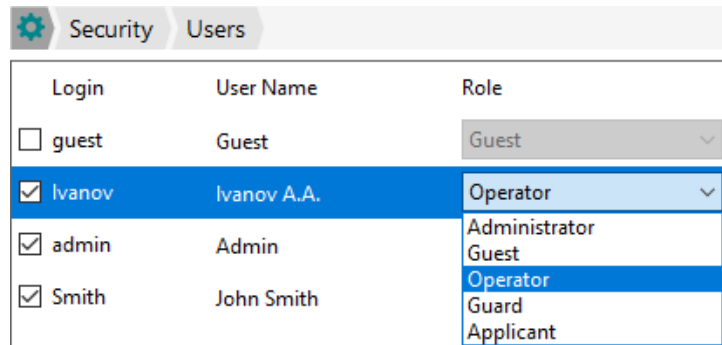 Security Users
Login User Name Role
guest Guest Guest
Ivanov Ivanov A.A. Operator
Administrator
admin Admin Guest
Operator
Smith John Smith Guard
Applicant